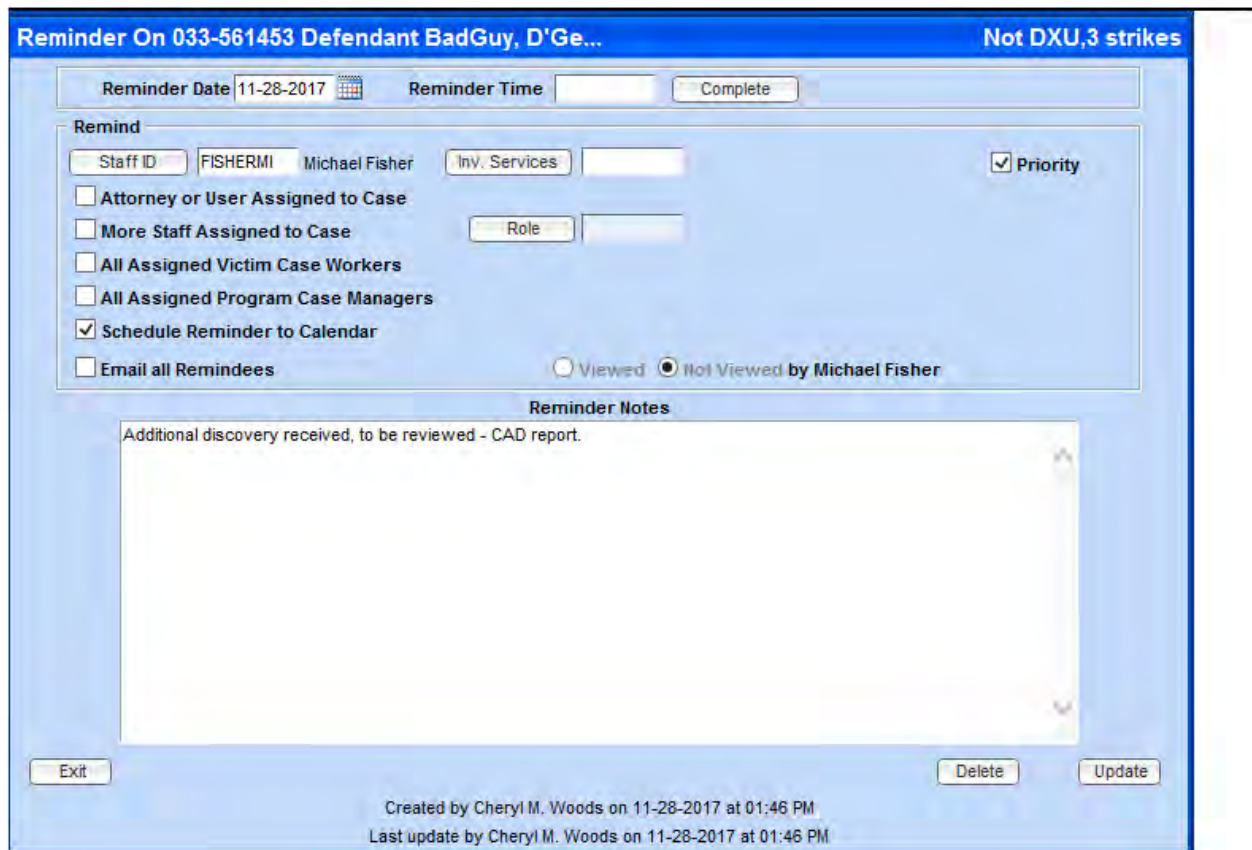 Reminder On 033-561453 Defendant BadGuy, D'Ge... Not DXU,3 strikes
Reminder Date 11-28-2017 Reminder Time Complete
Remind
Staff ID FISHERMI Michael Fisher Inv. Services Priority
Attorney or User Assigned to Case
More Staff Assigned to Case Role
All Assigned Victim Case Workers
All Assigned Program Case Managers
Schedule Reminder to Calendar
Email all Remindees Viewed Not Viewed by Michael Fisher
Reminder Notes
Additional discovery received, to be reviewed - CAD report.
Exit Delete Update
Created by Cheryl M. Woods on 11-28-2017 at 01:46 PM
Last update by Cheryl M. Woods on 11-28-2017 at 01:46 PM